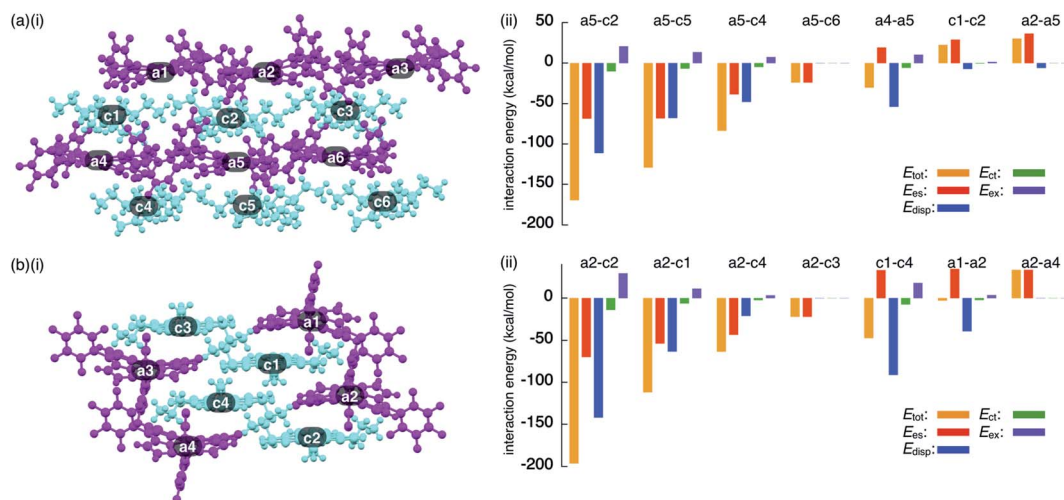 (a)(i)
a1
a2
a3
c1
c2
c3
a4
a5
a6
c4
c5
c6
(ii)
a5-c2 a5-c5 a5-c4 a5-c6 a4-a5 c1-c2 a2-a5
interaction energy (kcal/mol)
50
0
-50
-100
-150
-200
Etot: Ect:
Ees: Eex:
Edisp:
(b)(i)
c3
a1
a3
c1
c4
a2
a4
c2
(ii)
a2-c2 a2-c1 a2-c4 a2-c3 c1-c4 a1-a2 a2-a4
interaction energy (kcal/mol)
0
-50
-100
-150
-200
Etot: Ect:
Ees: Eex:
Edisp: